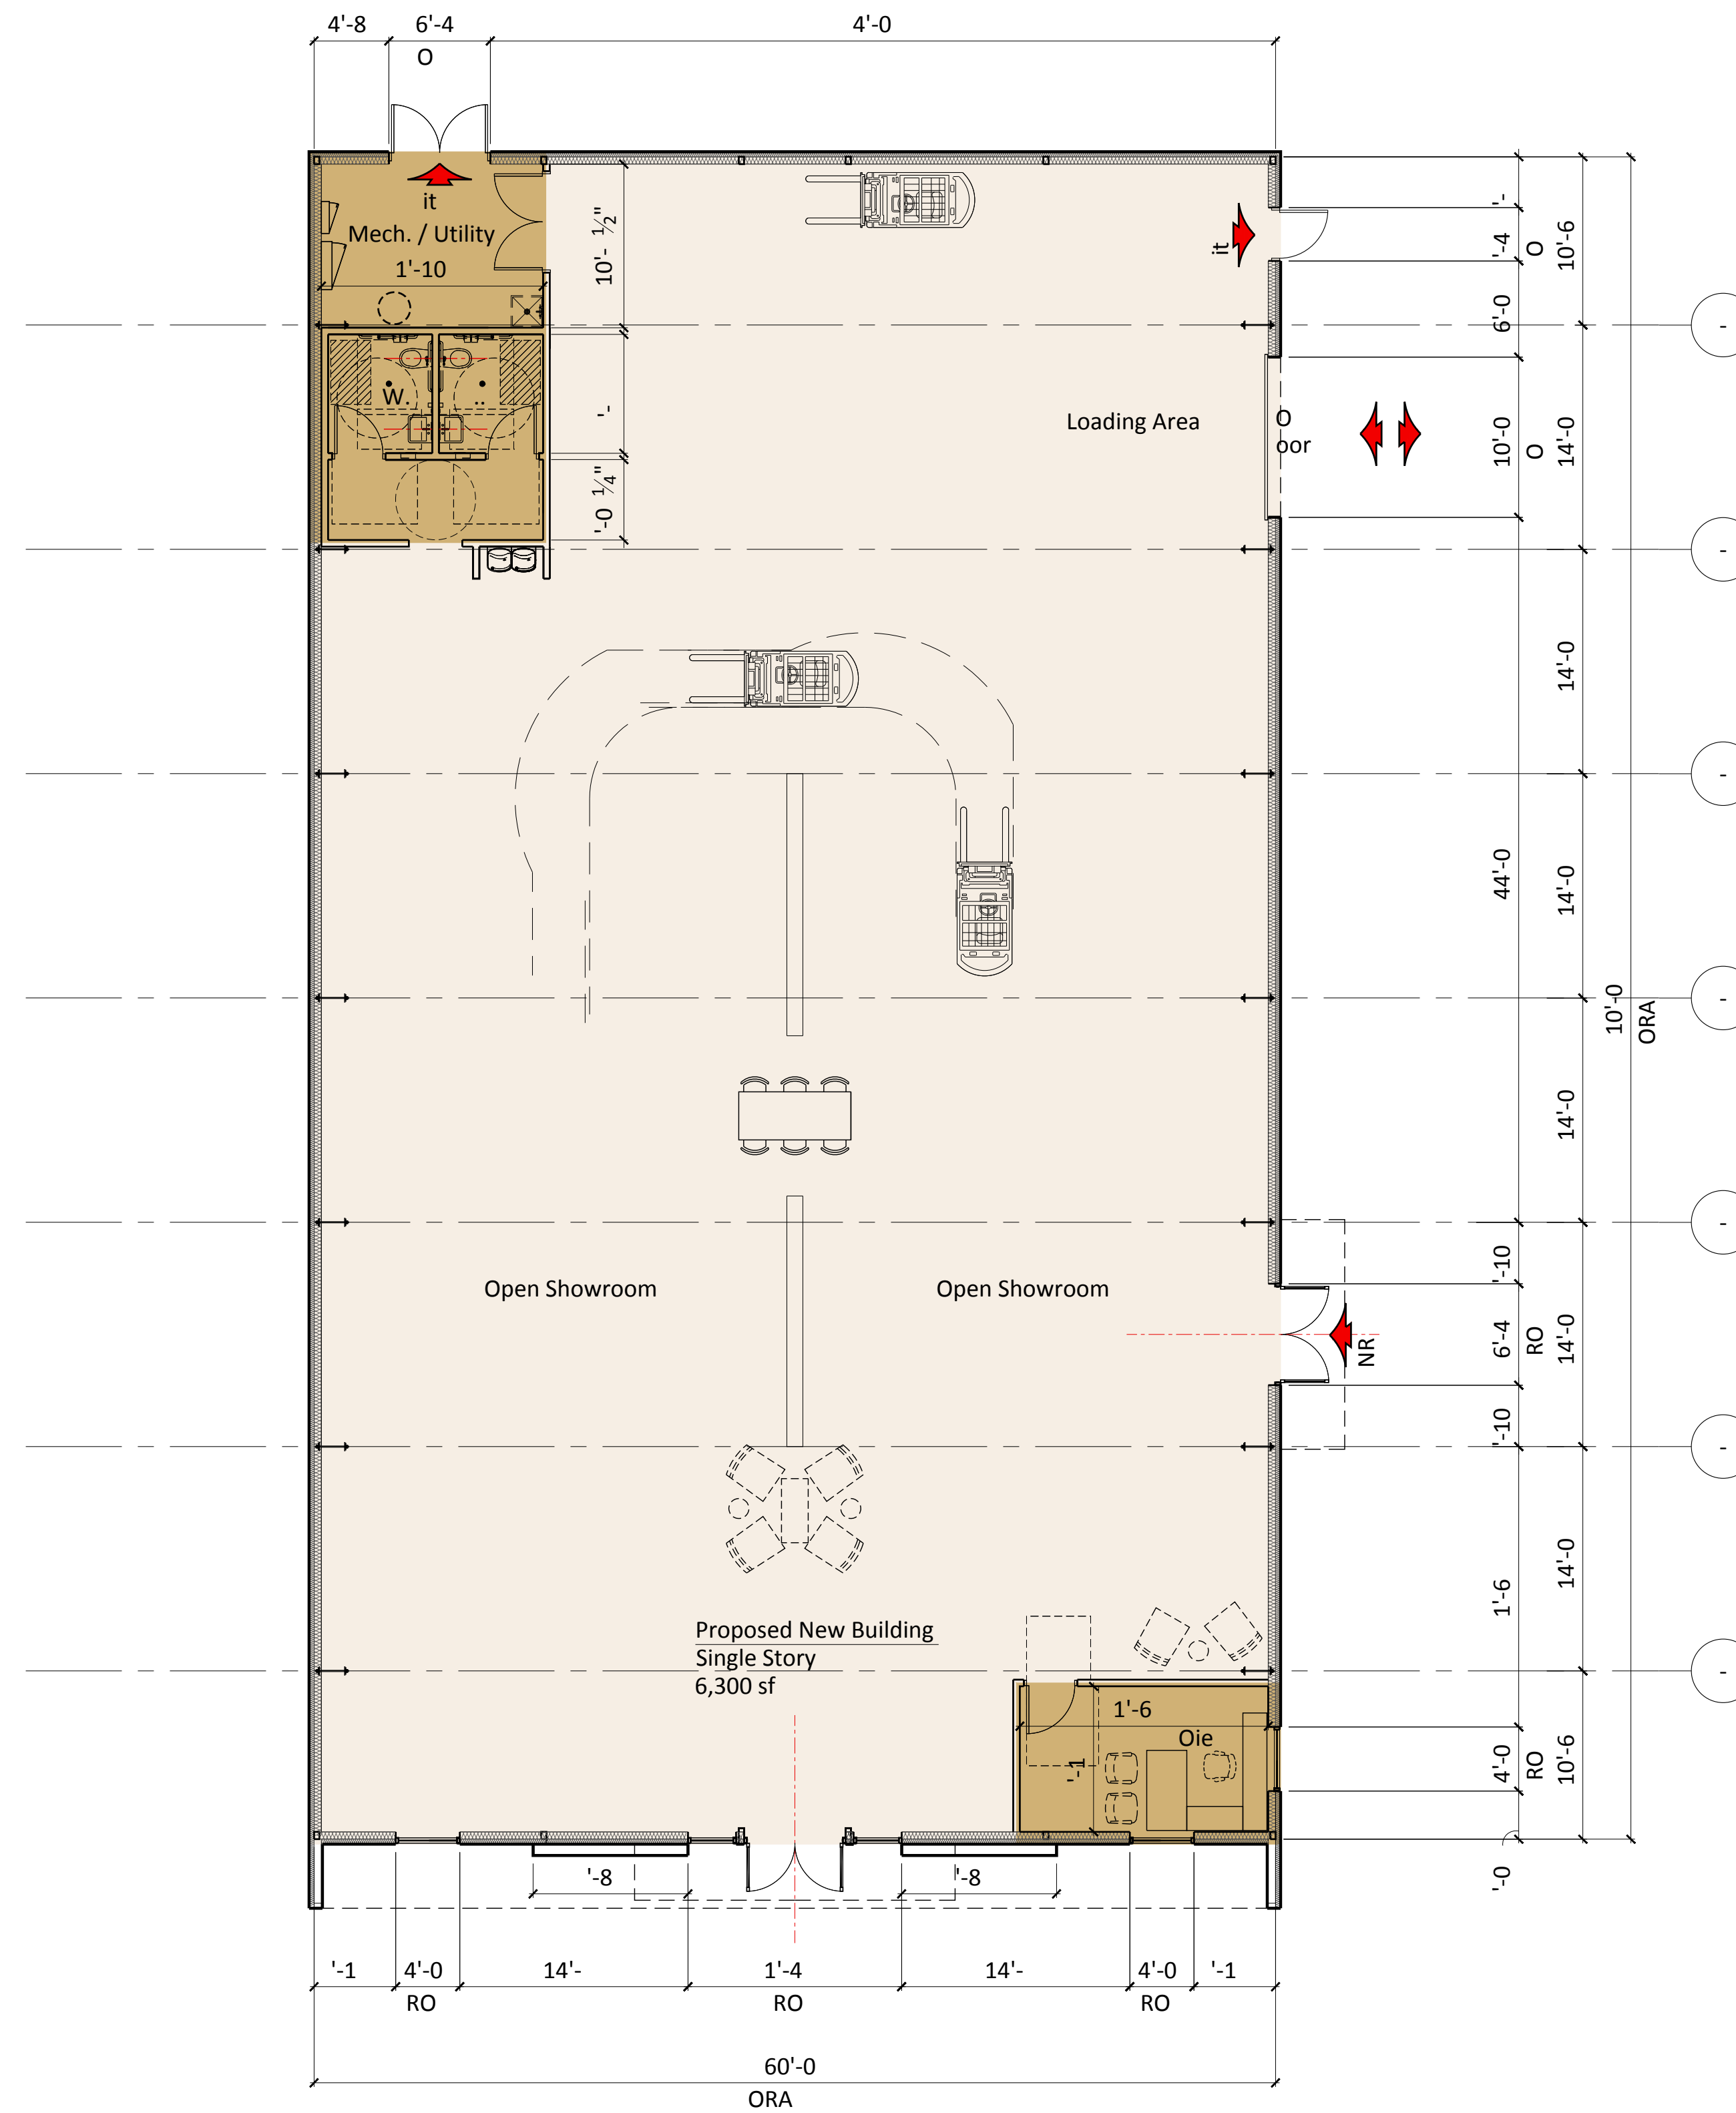 4'-8
6'-4
4'-0
O
it
Mech. / Utility
1'-10
10'- 1/2"
it
'-
'-4
O
10'-6
6'-0
-
W.
..
'-
'-0 1/4"
Loading Area
O
oor
10'-0
O
14'-0
-
14'-0
-
44'-0
14'-0
-
10'-0
ORA
14'-0
-
Open Showroom
Open Showroom
NR
'-10
6'-4
RO
14'-0
'-10
-
1'-6
14'-0
Proposed New Building
Single Story
6,300 sf
-
1'-6
Oie
'-1
4'-0
RO
10'-6
'-0
'-8
'-8
'-1
4'-0
14'-
1'-4
14'-
4'-0
'-1
RO
RO
RO
60'-0
ORA